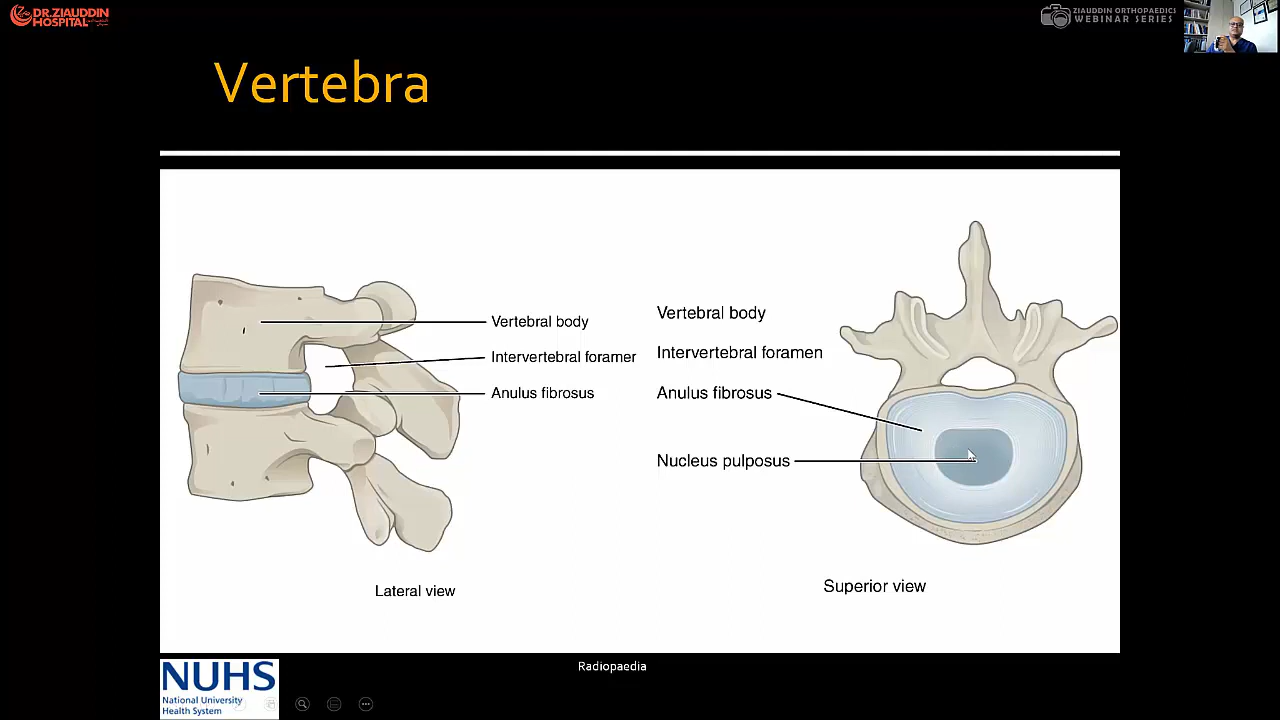 DR.ZIAUDDIN
HOSPITAL
ZIAUDDIN ORTHOPAEDICS
WEBINAR SERIES
Vertebra
Vertebral body
Intervertebral foramer
Anulus fibrosus
Lateral view
Vertebral body
Intervertebral foramen
Anulus fibrosus
Nucleus pulposus
Superior view
Radiopaedia
NUHS
National University
Health System